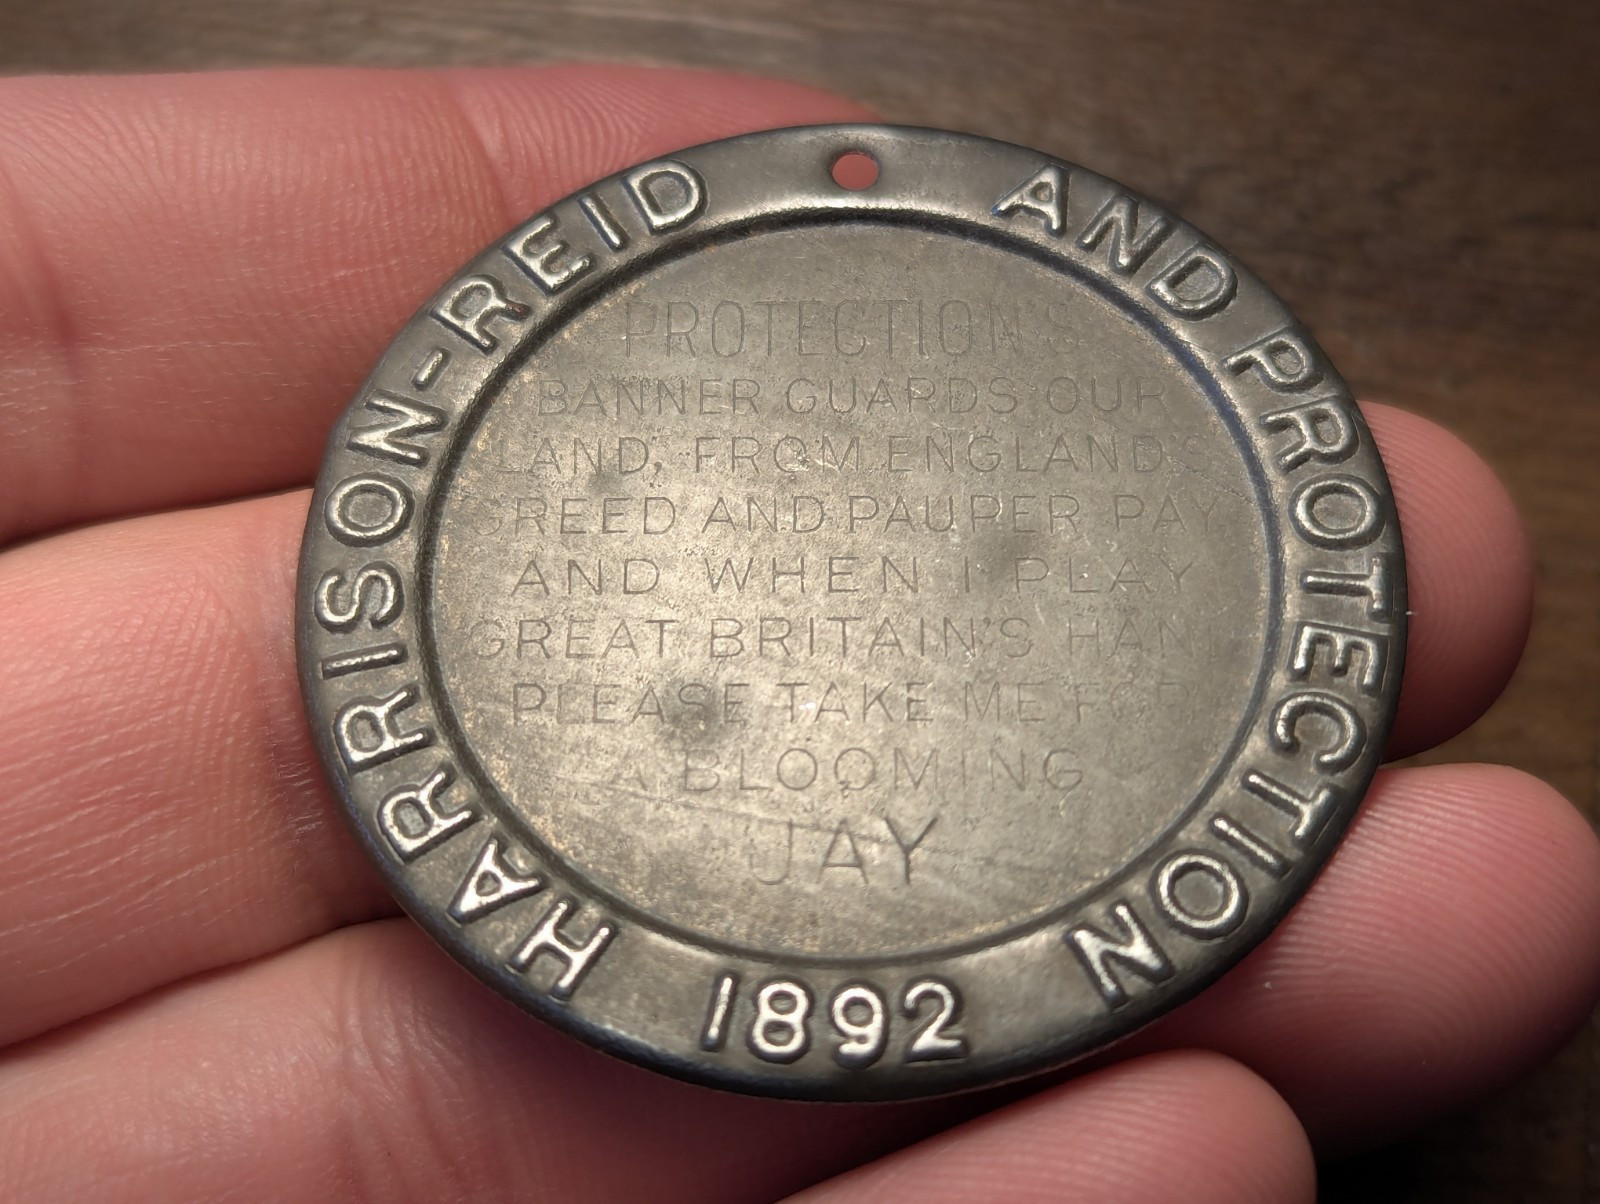 HARRISON-REID AND PROTECTION
1892
PROTECTION'S
BANNER GUARDS OUR
LAND, FROM ENGLAND'S
GREED AND PAUPER PAY
AND WHEN I PLAY
GREAT BRITAIN'S HAND
PLEASE TAKE ME FOR
A BLOOMING
JAY